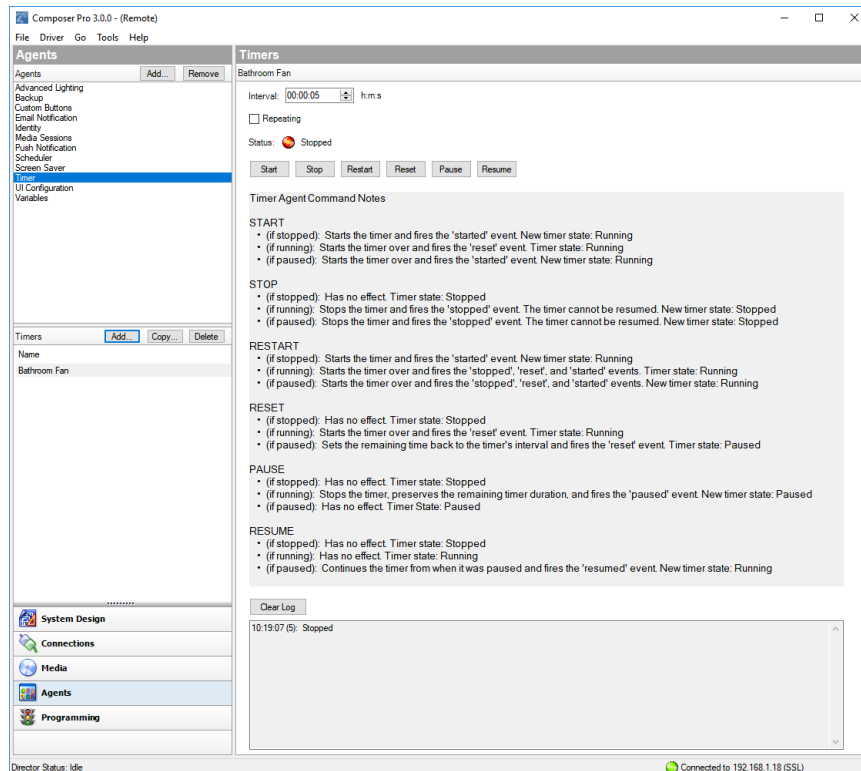 Composer Pro 3.0.0 - (Remote)
File Driver Go Tools Help
Agents
Agents Add... Remove
Advanced Lighting
Backup
Custom Buttons
Email Notification
Identity
Media Sessions
Push Notification
Scheduler
Screen Saver
Timer
UI Configuration
Variables
Timers Add... Copy... Delete
Name
Bathroom Fan
System Design
Connections
Media
Agents
Programming
Timers
Bathroom Fan
Interval: 00:00:05 h:m:s
Repeating
Status: Stopped
Start Stop Restart Reset Pause Resume
Timer Agent Command Notes
START
• (if stopped): Starts the timer and fires the 'started' event. New timer state: Running
• (if running): Starts the timer over and fires the 'reset' event. Timer state: Running
• (if paused): Starts the timer over and fires the 'started' event. New timer state: Running
STOP
• (if stopped): Has no effect. Timer state: Stopped
• (if running): Stops the timer and fires the 'stopped' event. The timer cannot be resumed. New timer state: Stopped
• (if paused): Stops the timer and fires the 'stopped' event. The timer cannot be resumed. New timer state: Stopped
RESTART
• (if stopped): Starts the timer and fires the 'started' event. New timer state: Running
• (if running): Starts the timer over and fires the 'stopped', 'reset', and 'started' events. Timer state: Running
• (if paused): Starts the timer over and fires the 'stopped', 'reset', and 'started' events. New timer state: Running
RESET
• (if stopped): Has no effect. Timer state: Stopped
• (if running): Starts the timer over and fires the 'reset' event. Timer state: Running
• (if paused): Sets the remaining time back to the timer's interval and fires the 'reset' event. Timer state: Paused
PAUSE
• (if stopped): Has no effect. Timer state: Stopped
• (if running): Stops the timer, preserves the remaining timer duration, and fires the 'paused' event. New timer state: Paused
• (if paused): Has no effect. Timer State: Paused
RESUME
• (if stopped): Has no effect. Timer state: Stopped
• (if running): Has no effect. Timer state: Running
• (if paused): Continues the timer from when it was paused and fires the 'resumed' event. New timer state: Running
Clear Log
10:19:07 (5): Stopped
Director Status: Idle
Connected to 192.168.1.18 (SSL)